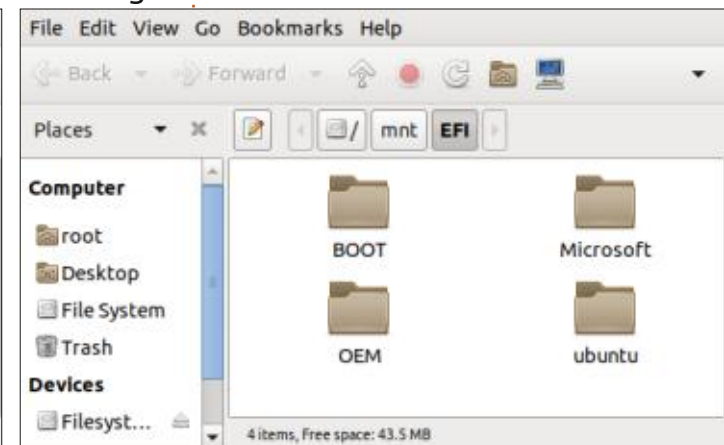 File Edit View Go Bookmarks Help
Back Forward
Places / mnt EFI
Computer
root
Desktop
File System
Trash
Devices
Filesyst...
BOOT Microsoft
OEM ubuntu
4 items, Free space: 43.5 MB